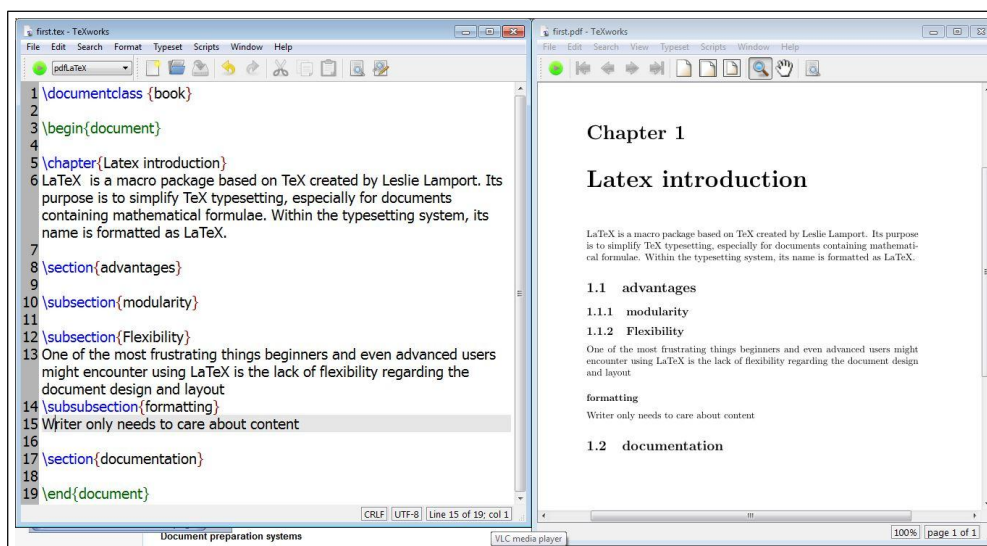 first.tex - TeXworks
File Edit Search Format Typeset Scripts Window Help
pdfLaTeX
1 \documentclass {book}
2
3 \begin{document}
4
5 \chapter{Latex introduction}
6 LaTeX  is a macro package based on TeX created by Leslie Lamport. Its
purpose is to simplify TeX typesetting, especially for documents
containing mathematical formulae. Within the typesetting system, its
name is formatted as LaTeX.
7
8 \section{advantages}
9
10 \subsection{modularity}
11
12 \subsection{Flexibility}
13 One of the most frustrating things beginners and even advanced users
might encounter using LaTeX is the lack of flexibility regarding the
document design and layout
14 \subsubsection{formatting}
15 Writer only needs to care about content
16
17 \section{documentation}
18
19 \end{document}
CRLF UTF-8 Line 15 of 19; col 1
Document preparation systems
VLC media player
first.pdf - TeXworks
File Edit Search View Typeset Scripts Window Help
Chapter 1
Latex introduction
LaTeX is a macro package based on TeX created by Leslie Lamport. Its purpose
is to simplify TeX typesetting, especially for documents containing mathemati-
cal formulae. Within the typesetting system, its name is formatted as LaTeX.
1.1 advantages
1.1.1 modularity
1.1.2 Flexibility
One of the most frustrating things beginners and even advanced users might
encounter using LaTeX is the lack of flexibility regarding the document design
and layout
formatting
Writer only needs to care about content
1.2 documentation
100% page 1 of 1